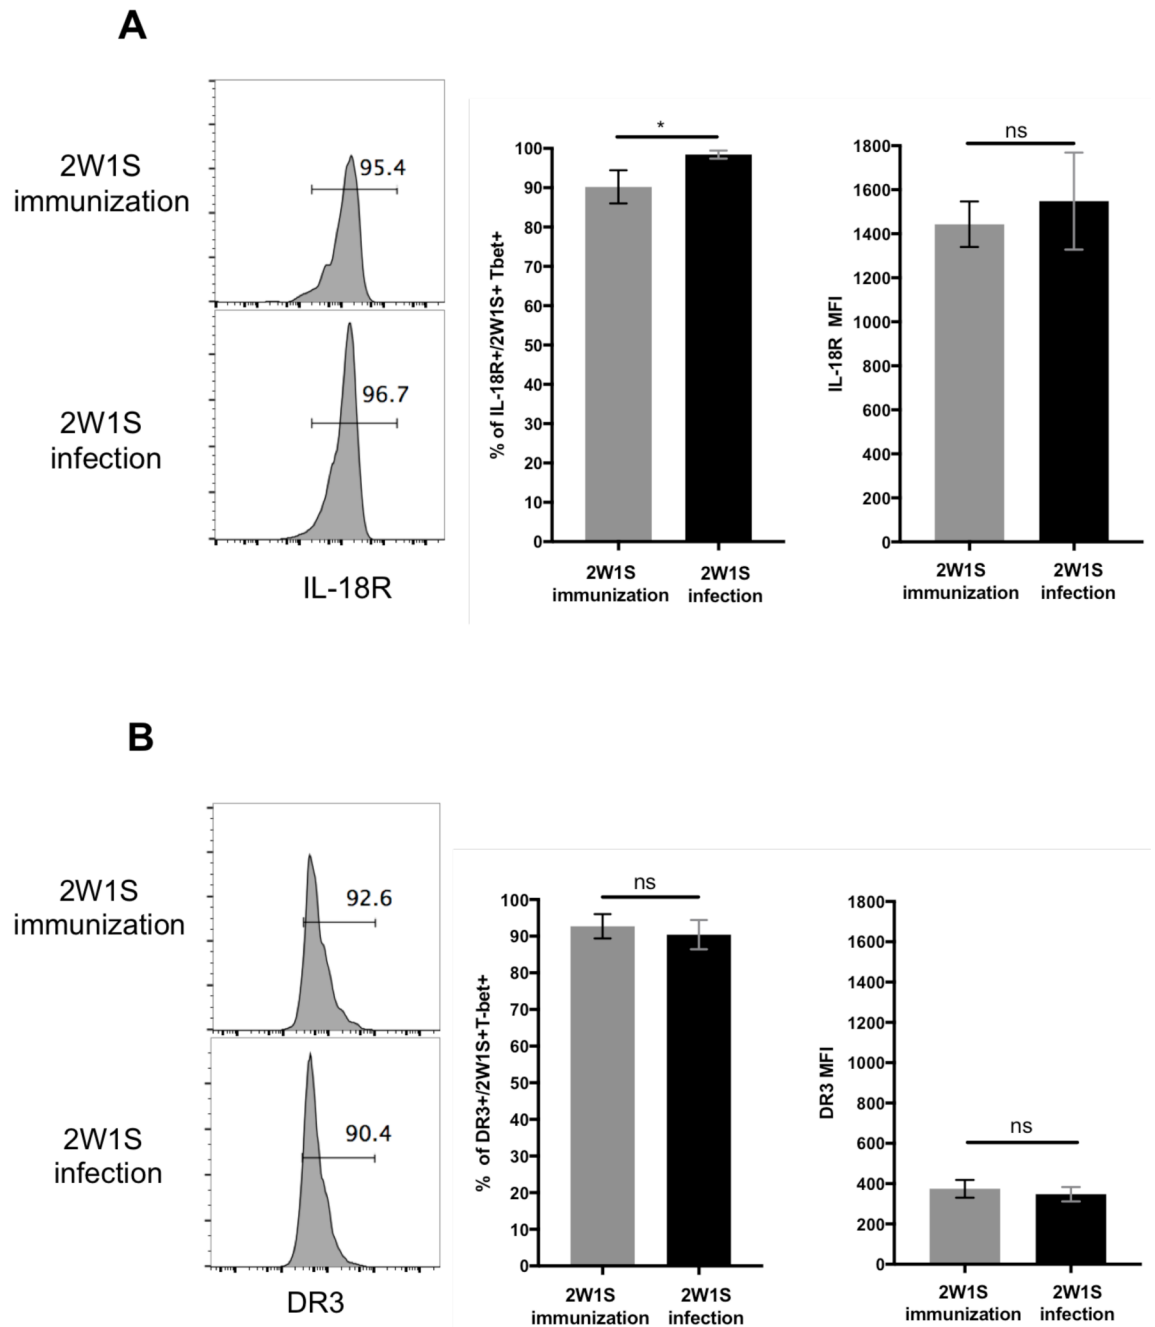 A
2W1S
immunization
95.4
2W1S
infection
96.7
IL-18R
% of IL-18R+/2W1S+ Tbet+
100
90
80
70
60
50
40
30
20
10
0
*
2W1S
immunization
2W1S
infection
IL-18R MFI
1800
1600
1400
1200
1000
800
600
400
200
0
ns
2W1S
immunization
2W1S
infection
B
2W1S
immunization
92.6
2W1S
infection
90.4
DR3
% of DR3+/2W1S+T-bet+
100
90
80
70
60
50
40
30
20
10
0
ns
2W1S
immunization
2W1S
infection
DR3 MFI
1800
1600
1400
1200
1000
800
600
400
200
0
ns
2W1S
immunization
2W1S
infection